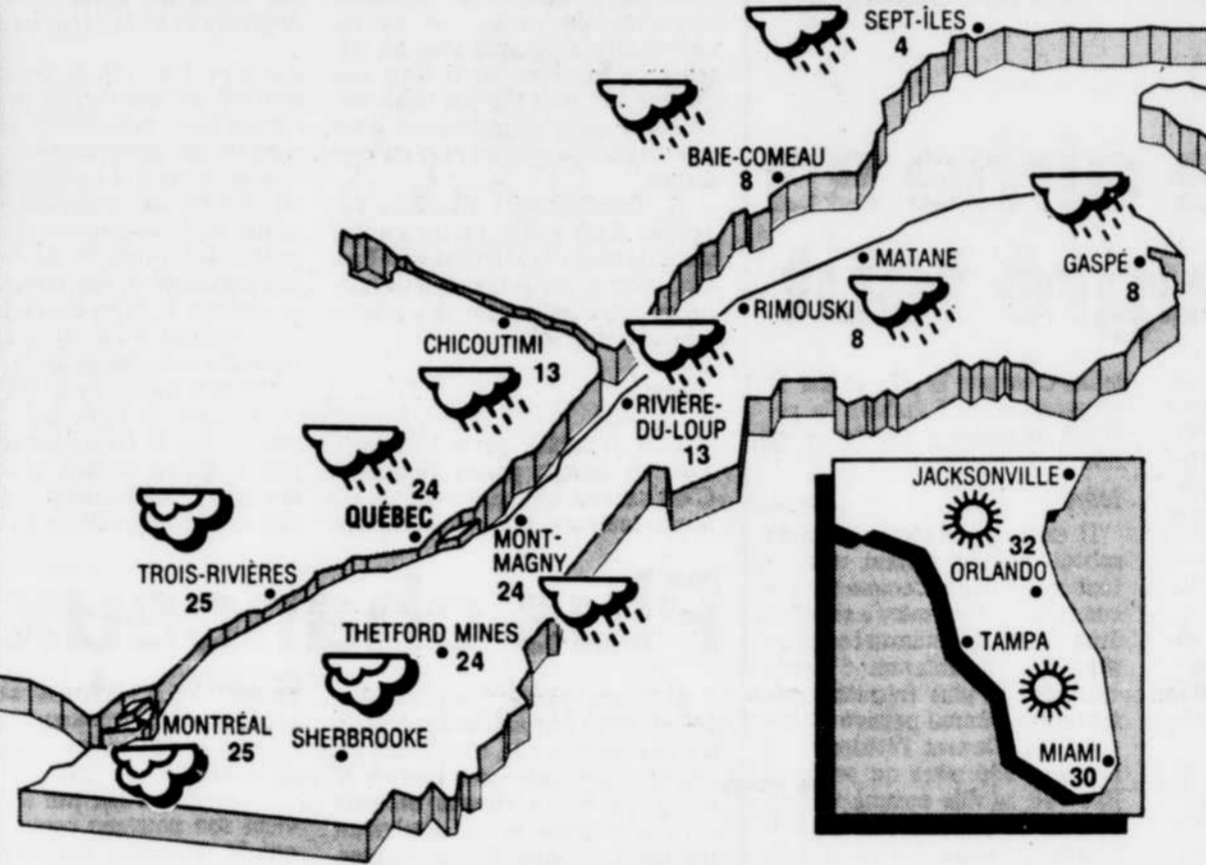 SEPT-ÎLES
4
BAIE-COMEAU
8
MATANE
GASPÉ
8
RIMOUSKI
8
CHICOUTIMI
13
RIVIÈRE-
DU-LOUP
13
24
QUÉBEC
MONT-
MAGNY
24
TROIS-RIVIÈRES
25
THETFORD MINES
24
MONTRÉAL
25
SHERBROOKE
JACKSONVILLE
32
ORLANDO
TAMPA
MIAMI
30